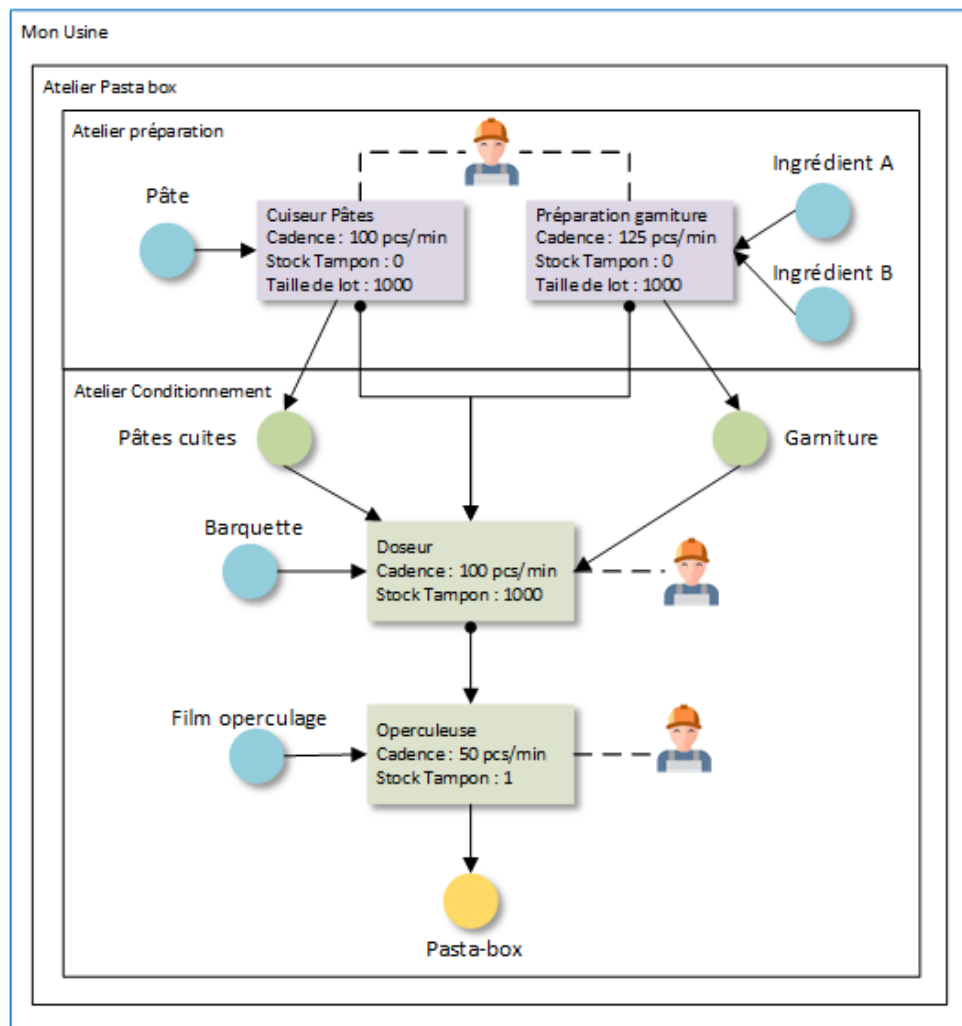 Mon Usine
Atelier Pasta box
Atelier préparation
Ingrédient A
Pâte
Cuiseur Pâtes
Cadence : 100 pcs/min
Stock Tampon : 0
Taille de lot : 1000
Préparation garniture
Cadence : 125 pcs/min
Stock Tampon : 0
Taille de lot : 1000
Ingrédient B
Atelier Conditionnement
Pâtes cuites
Garniture
Barquette
Doseur
Cadence : 100 pcs/min
Stock Tampon : 1000
Film operculage
Operculeuse
Cadence : 50 pcs/min
Stock Tampon : 1
Pasta-box